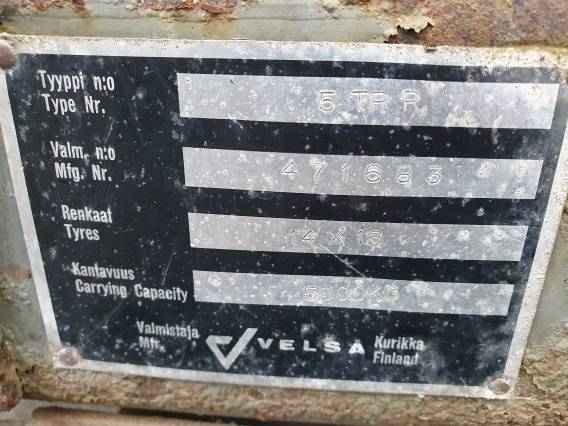 Tyyppi n:o
Type Nr.
5 TP R
Valm. n:o
Mfg. Nr.
471683
Renkaat
Tyres
14 X 16
Kantavuus
Carrying Capacity
5000KG
Valmistaja
Mfr.
VELSA
Kurikka
Finland